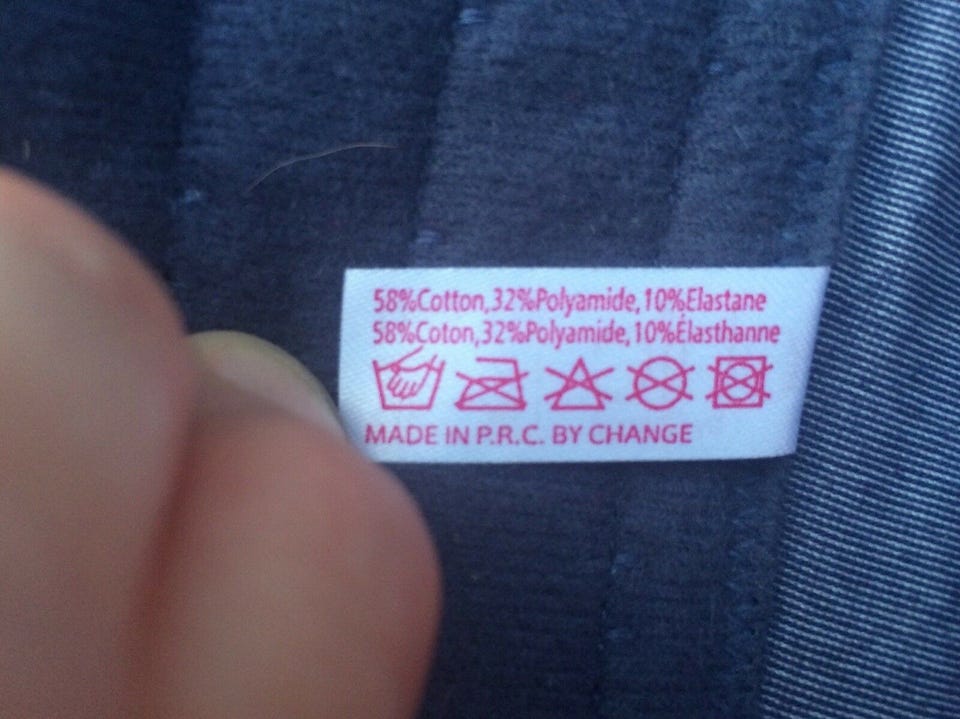 58%Cotton,32%Polyamide,10%Elastane
58%Coton,32%Polyamide,10%Élasthanne
MADE IN P.R.C. BY CHANGE